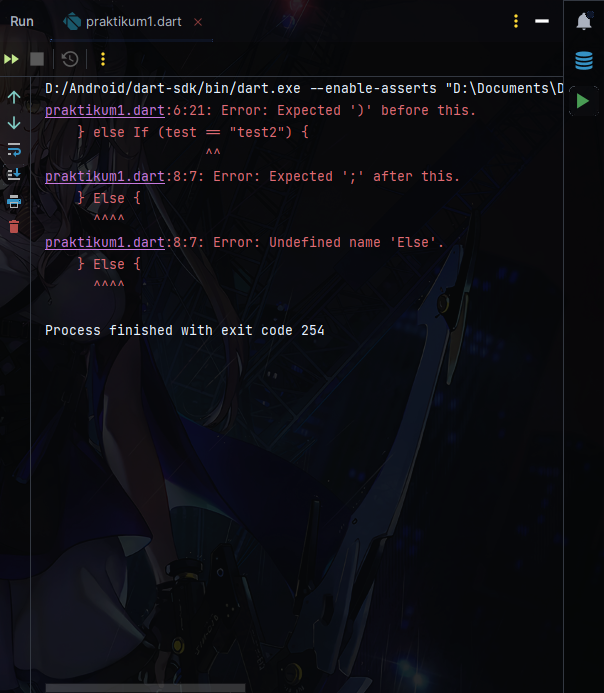 Run
praktikum1.dart
D:/Android/dart-sdk/bin/dart.exe --enable-asserts "D:\Documents\D
praktikum1.dart:6:21: Error: Expected ')' before this.
    } else If (test == "test2") {
                    ^^
praktikum1.dart:8:7: Error: Expected ';' after this.
    } Else {
      ^^^^
praktikum1.dart:8:7: Error: Undefined name 'Else'.
    } Else {
      ^^^^
Process finished with exit code 254